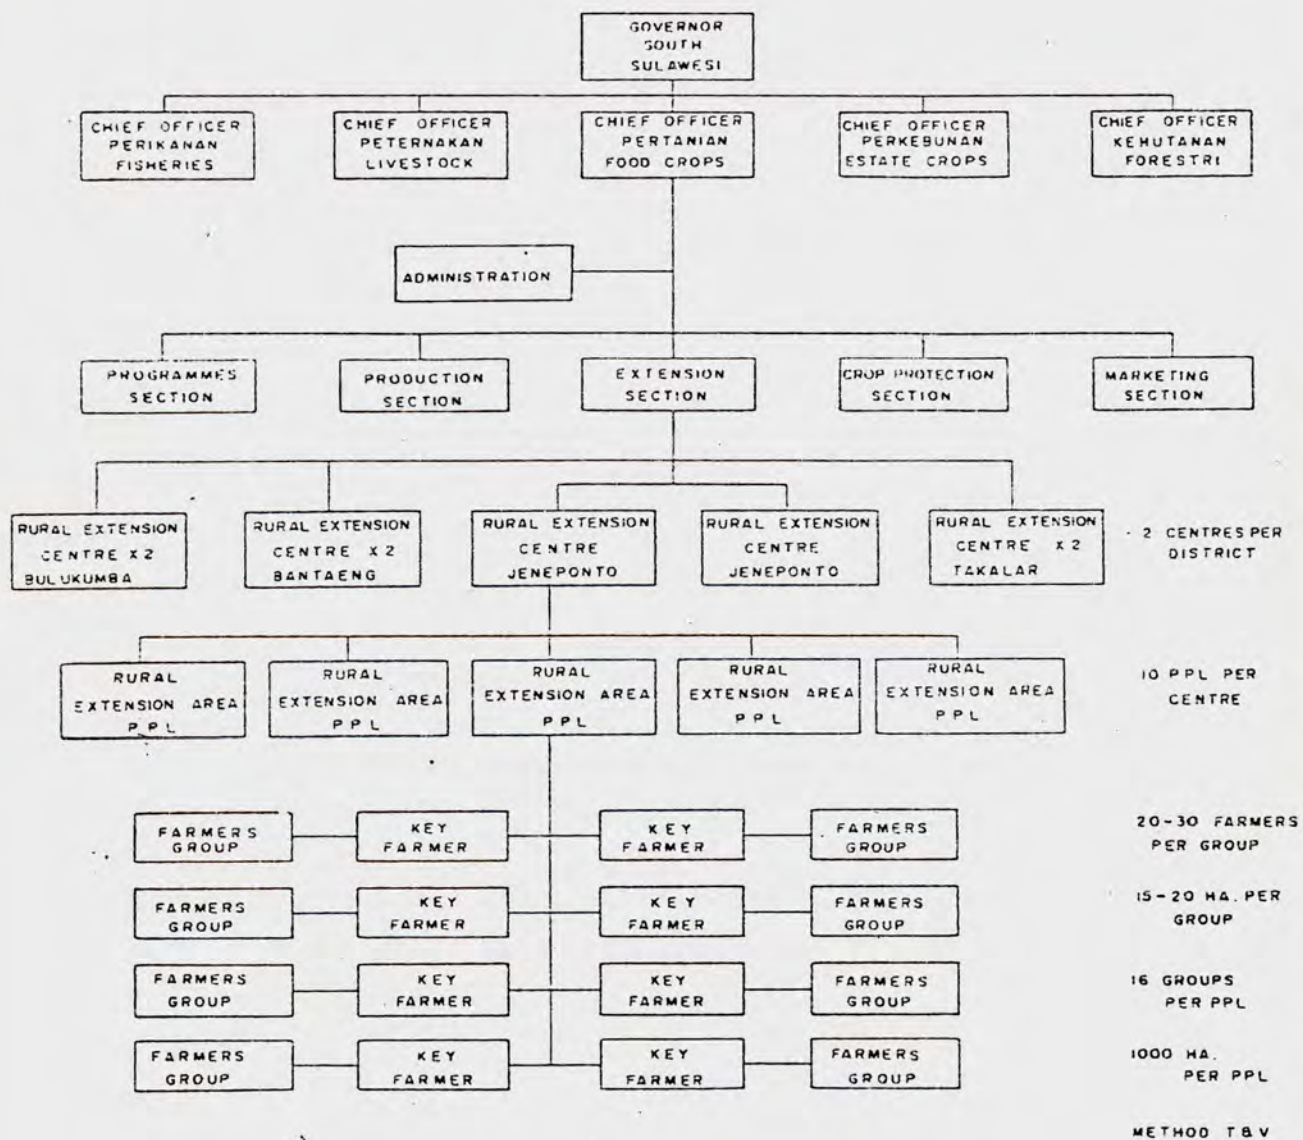 GOVERNOR
SOUTH
SULAWESI
CHIEF OFFICER
PERIKANAN
FISHERIES
CHIEF OFFICER
PETERNAKAN
LIVESTOCK
CHIEF OFFICER
PERTANIAN
FOOD CROPS
CHIEF OFFICER
PERKEBUNAN
ESTATE CROPS
CHIEF OFFICER
KEHUTANAN
FORESTRI
ADMINISTRATION
PROGRAMMES
SECTION
PRODUCTION
SECTION
EXTENSION
SECTION
CROP PROTECTION
SECTION
MARKETING
SECTION
RURAL EXTENSION
CENTRE X2
BULUKUMBA
RURAL EXTENSION
CENTRE X2
BANTAENG
RURAL EXTENSION
CENTRE
JENEPONTO
RURAL EXTENSION
CENTRE
JENEPONTO
RURAL EXTENSION
CENTRE X2
TAKALAR
2 CENTRES PER
DISTRICT
RURAL
EXTENSION AREA
PPL
RURAL
EXTENSION AREA
PPL
RURAL
EXTENSION AREA
PPL
RURAL
EXTENSION AREA
PPL
RURAL
EXTENSION AREA
PPL
10 PPL PER
CENTRE
FARMERS
GROUP
KEY
FARMER
KEY
FARMER
FARMERS
GROUP
20-30 FARMERS
PER GROUP
FARMERS
GROUP
KEY
FARMER
KEY
FARMER
FARMERS
GROUP
15-20 HA. PER
GROUP
FARMERS
GROUP
KEY
FARMER
KEY
FARMER
FARMERS
GROUP
16 GROUPS
PER PPL
FARMERS
GROUP
KEY
FARMER
KEY
FARMER
FARMERS
GROUP
1000 HA.
PER PPL
METHOD T&V